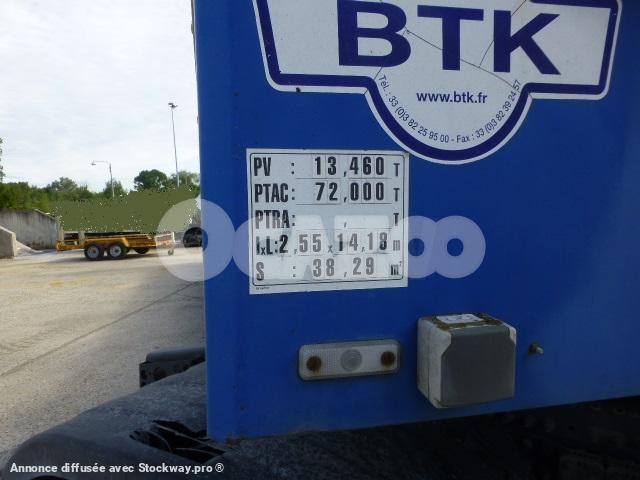 BTK
www.btk.fr
Tél. : 33 (0)3 82 25 95 00 - Fax : 33 (0)3 82 39 24 57
PV : 13,460 T
PTAC: 72,000 T
PTRA: , T
lxL: 2,55 x 14,18 m
S : 38,29 m²
Annonce diffusée avec Stockway.pro®